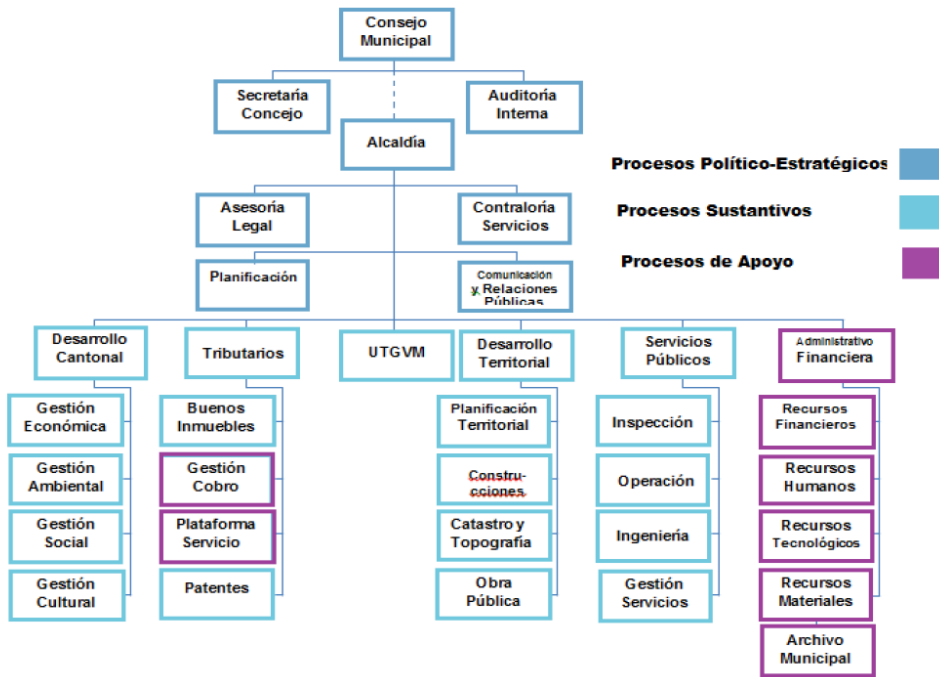 Consejo
Municipal
Secretaría
Concejo
Auditoría
Interna
Alcaldía
Procesos Político-Estratégicos
Procesos Sustantivos
Procesos de Apoyo
Asesoría
Legal
Contraloría
Servicios
Planificación
Comunicación
y Relaciones
Públicas
Desarrollo
Cantonal
Tributarios
UTGVM
Desarrollo
Territorial
Servicios
Públicos
Administrativo
Financiera
Gestión
Económica
Gestión
Ambiental
Gestión
Social
Gestión
Cultural
Buenos
Inmuebles
Gestión
Cobro
Plataforma
Servicio
Patentes
Planificación
Territorial
Constru-
cciones
Catastro y
Topografía
Obra
Pública
Inspección
Operación
Ingeniería
Gestión
Servicios
Recursos
Financieros
Recursos
Humanos
Recursos
Tecnológicos
Recursos
Materiales
Archivo
Municipal